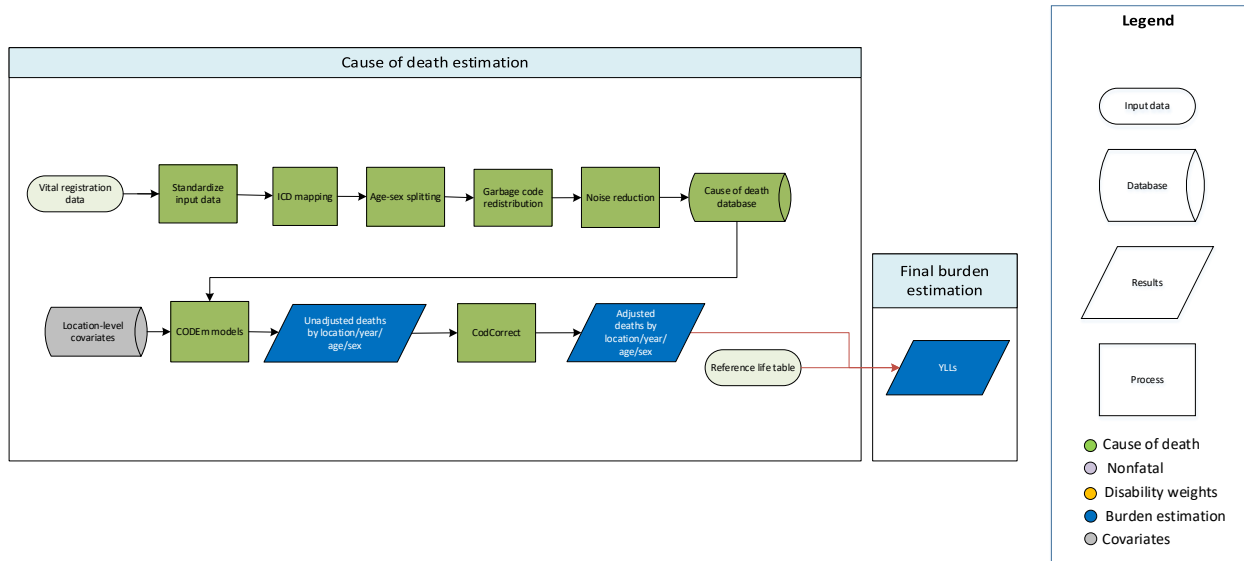 Cause of death estimation
Vital registration
data
Standardize
input data
ICD mapping
Age-sex splitting
Garbage code
redistribution
Noise reduction
Cause of death
database
Location-level
covariates
CODEm models
Unadjusted deaths
by location/year/
age/sex
CodCorrect
Adjusted
deaths by
location/year/
age/sex
Reference life table
Final burden
estimation
YLLs
Legend
Input data
Database
Results
Process
Cause of death
Nonfatal
Disability weights
Burden estimation
Covariates